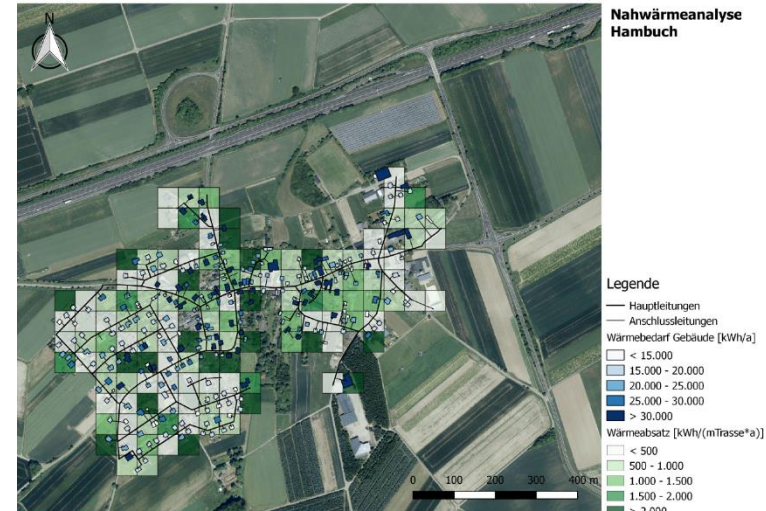 Nahwärmeanalyse
Hambuch
N
Legende
Hauptleitungen
Anschlussleitungen
Wärmebedarf Gebäude [kWh/a]
< 15.000
15.000 - 20.000
20.000 - 25.000
25.000 - 30.000
> 30.000
Wärmeabsatz [kWh/(mTrasse*a)]
< 500
500 - 1.000
1.000 - 1.500
1.500 - 2.000
> 2.000
0 100 200 300 400 m